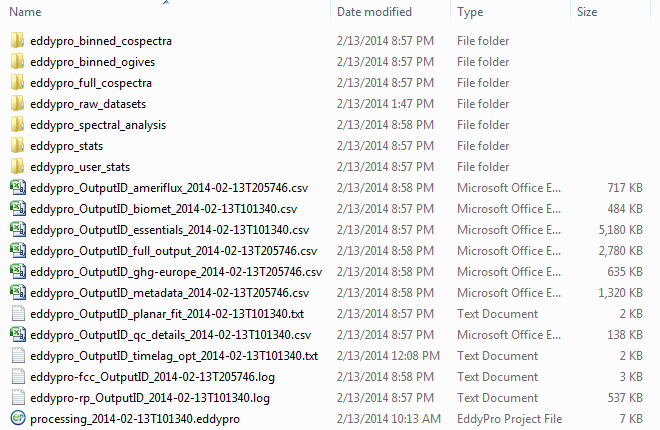 Name Date modified Type Size
eddypro_binned_cospectra 2/13/2014 8:57 PM File folder
eddypro_binned_ogives 2/13/2014 8:57 PM File folder
eddypro_full_cospectra 2/13/2014 8:57 PM File folder
eddypro_raw_datasets 2/13/2014 1:47 PM File folder
eddypro_spectral_analysis 2/13/2014 8:58 PM File folder
eddypro_stats 2/13/2014 8:57 PM File folder
eddypro_user_stats 2/13/2014 8:57 PM File folder
eddypro_OutputID_ameriflux_2014-02-13T205746.csv 2/13/2014 8:58 PM Microsoft Office E... 717 KB
eddypro_OutputID_biomet_2014-02-13T101340.csv 2/13/2014 8:57 PM Microsoft Office E... 484 KB
eddypro_OutputID_essentials_2014-02-13T101340.csv 2/13/2014 8:57 PM Microsoft Office E... 5,180 KB
eddypro_OutputID_full_output_2014-02-13T205746.csv 2/13/2014 8:58 PM Microsoft Office E... 2,780 KB
eddypro_OutputID_ghg-europe_2014-02-13T205746.csv 2/13/2014 8:58 PM Microsoft Office E... 635 KB
eddypro_OutputID_metadata_2014-02-13T205746.csv 2/13/2014 8:58 PM Microsoft Office E... 1,320 KB
eddypro_OutputID_planar_fit_2014-02-13T101340.txt 2/13/2014 8:57 PM Text Document 2 KB
eddypro_OutputID_qc_details_2014-02-13T101340.csv 2/13/2014 8:57 PM Microsoft Office E... 138 KB
eddypro_OutputID_timelag_opt_2014-02-13T101340.txt 2/13/2014 12:08 PM Text Document 2 KB
eddypro-fcc_OutputID_2014-02-13T205746.log 2/13/2014 8:58 PM Text Document 3 KB
eddypro-rp_OutputID_2014-02-13T101340.log 2/13/2014 8:57 PM Text Document 537 KB
processing_2014-02-13T101340.eddypro 2/13/2014 10:13 AM EddyPro Project File 7 KB